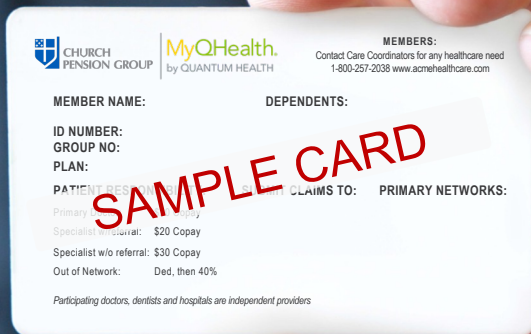 CHURCH
PENSION GROUP
MyQHealth.
by QUANTUM HEALTH
MEMBERS:
Contact Care Coordinators for any healthcare need
1-800-257-2038 www.acmehealthcare.com
MEMBER NAME:
DEPENDENTS:
ID NUMBER:
GROUP NO:
PLAN:
SAMPLE CARD
PATIENT RESPONSIBILITY
CLAIMS TO:
PRIMARY NETWORKS:
Primary Copay
Specialist w/referral: $20 Copay
Specialist w/o referral: $30 Copay
Out of Network: Ded, then 40%
Participating doctors, dentists and hospitals are independent providers